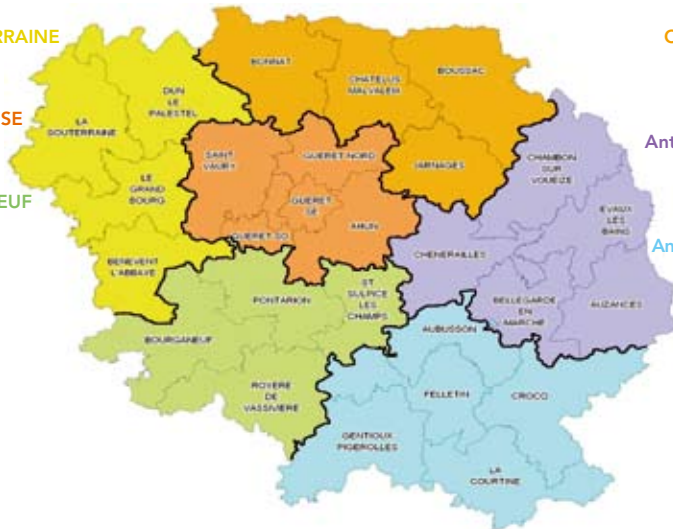 RRAINE
SE
EUF
C
Ant
An
BONNAT
CHATELUS
MALVALEIX
BOUSSAC
DUN
LE
PALESTEL
LA
SOUTERRAINE
SAINT
VAURY
GUERET NORD
JARNAGES
CHAMBON
SUR
VOUEIZE
LE
GRAND
BOURG
GUERET
SE
EVAUX
LES
BAINS
AHUN
GUERET SO
CHENERAILLES
BENEVENT
L'ABBAYE
ST
SULPICE
LES
CHAMPS
PONTARION
BELLEGARDE
EN
MARCHE
AUZANCES
AUBUSSON
BOURGANEUF
ROYERE
DE
VASSIVIERE
FELLETIN
CROCQ
GENTIOUX
PIGEROLLES
LA
COURTINE